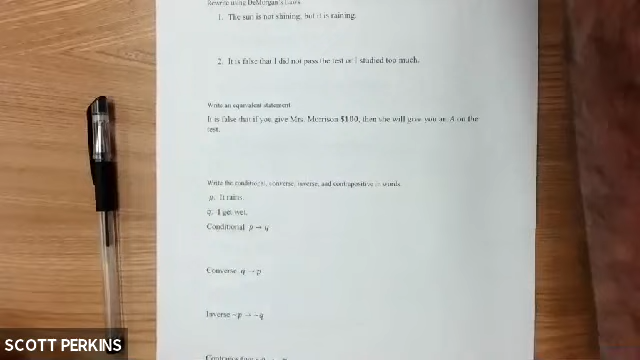 Rewrite using DeMorgan's Laws
1. The sun is not shining, but it is raining.
2. It is false that I did not pass the test or I studied too much.
Write an equivalent statement
It is false that if you give Mrs. Morrison $100, then she will give you an A on the
test.
Write the conditional, converse, inverse, and contrapositive in words.
p: It rains.
q: I get wet.
Conditional p → q
Converse q → p
Inverse ~p → ~q
SCOTT PERKINS